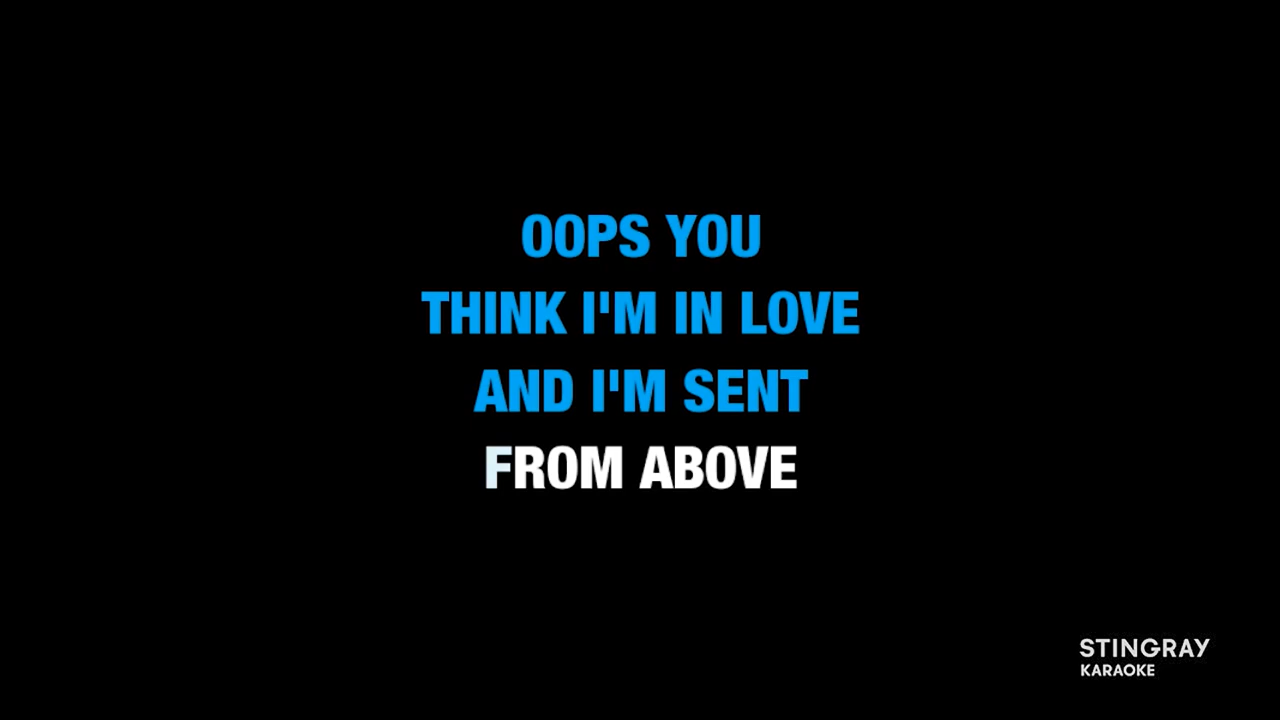 OOPS YOU
THINK I'M IN LOVE
AND I'M SENT
FROM ABOVE
STINGRAY
KARAOKE